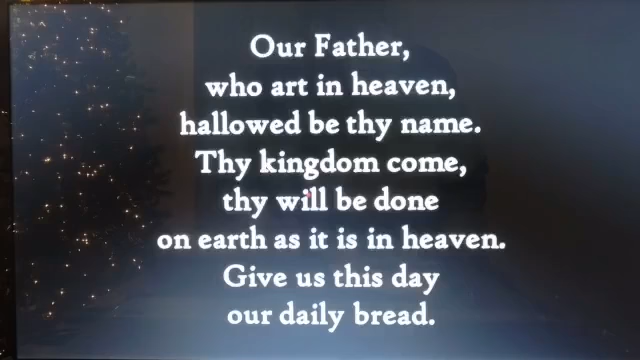 Our Father,
who art in heaven,
hallowed be thy name.
Thy kingdom come,
thy will be done
on earth as it is in heaven.
Give us this day
our daily bread.